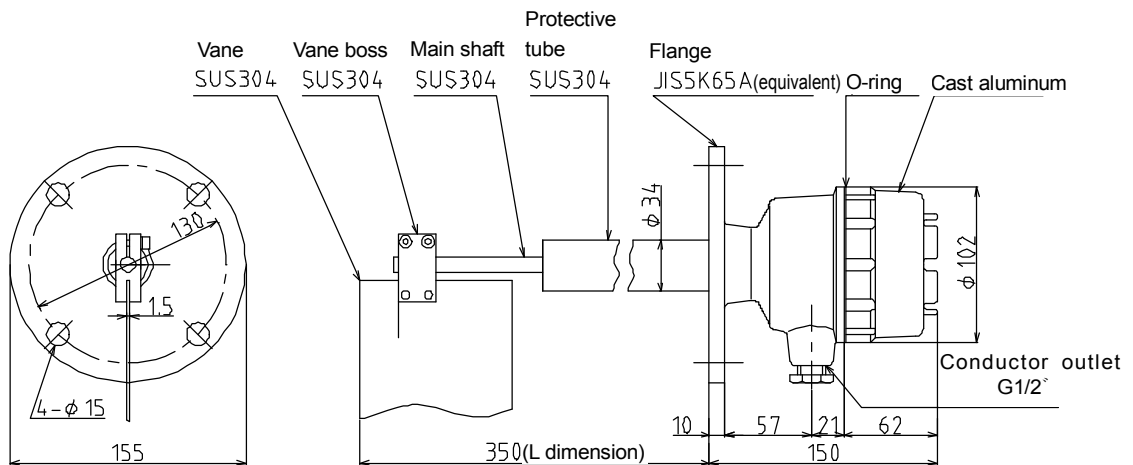 Protective
Vane
Vane boss
Main shaft
tube
Flange
SUS304
SUS304
SUS304
SUS304
JIS5K65A(equivalent)
O-ring
Cast aluminum
130
1.5
4-φ15
155
φ34
φ102
Conductor outlet
G1/2
10
57
21
62
350(L dimension)
150